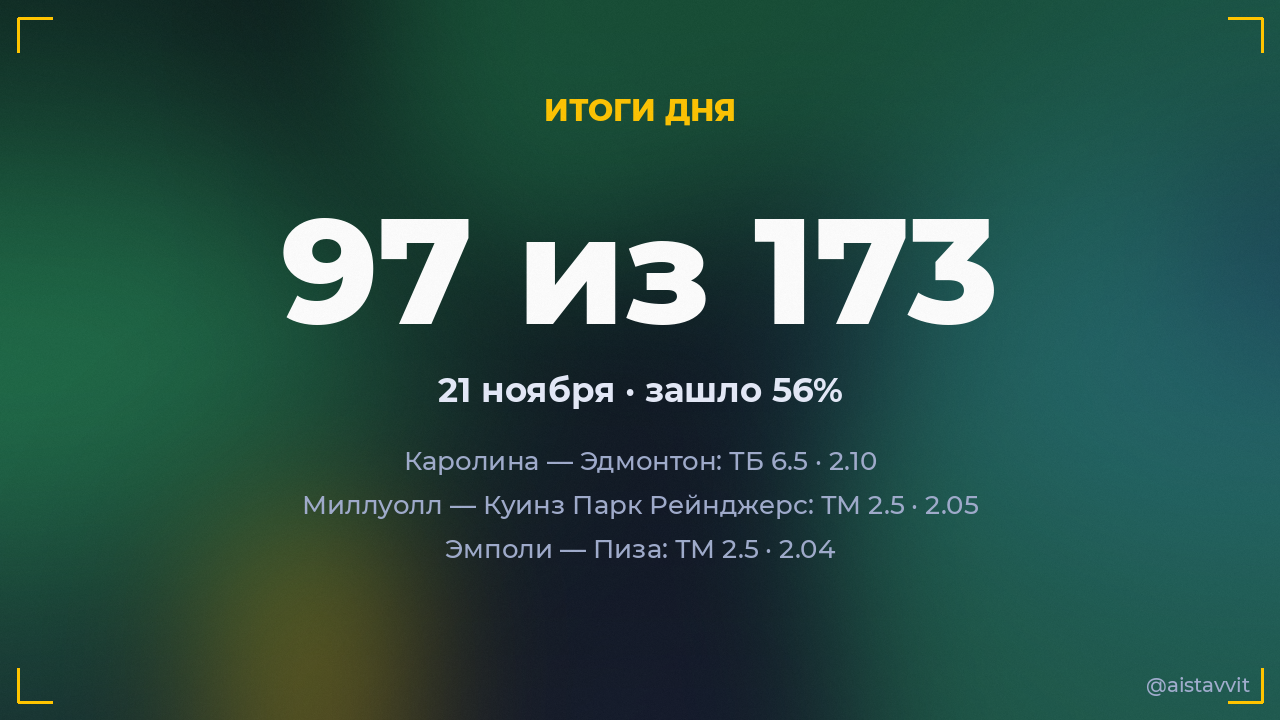 ИТОГИ ДНЯ
97 из 173
21 ноября · зашло 56%
Каролина — Эдмонтон: ТБ 6.5 · 2.10
Миллуолл — Куинз Парк Рейнджерс: ТМ 2.5 · 2.05
Эмполи — Пиза: ТМ 2.5 · 2.04
@aistavvit